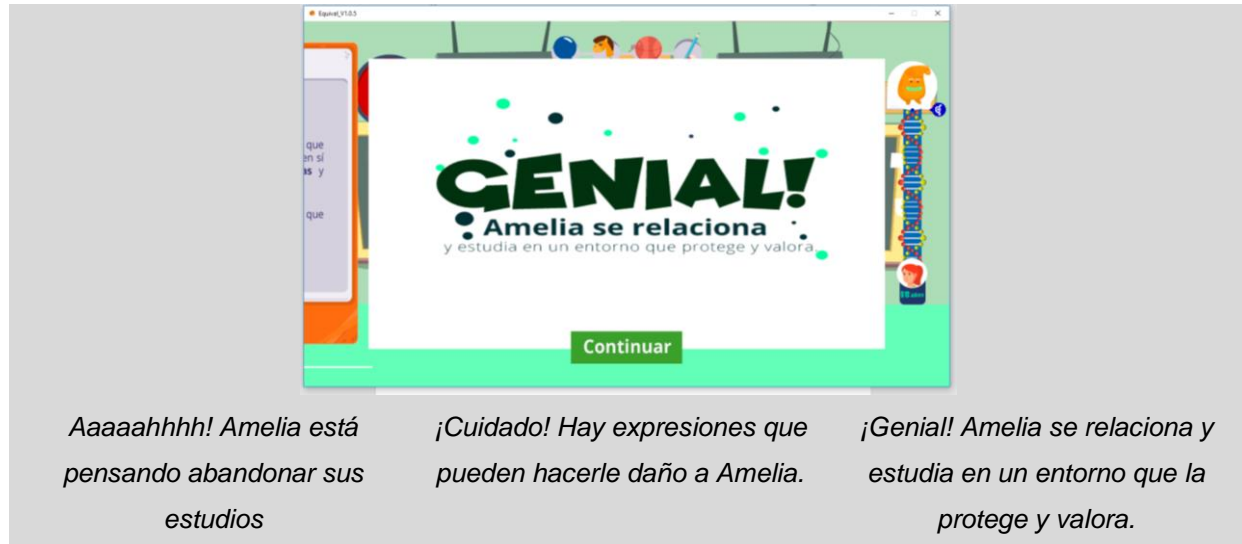 Equivat_V1.0.5
que
en sí
as y
que
GENIAL!
Amelia se relaciona
y estudia en un entorno que protege y valora
Continuar
Aaaaahhhh! Amelia está
pensando abandonar sus
estudios
¡Cuidado! Hay expresiones que
pueden hacerle daño a Amelia.
¡Genial! Amelia se relaciona y
estudia en un entorno que la
protege y valora.